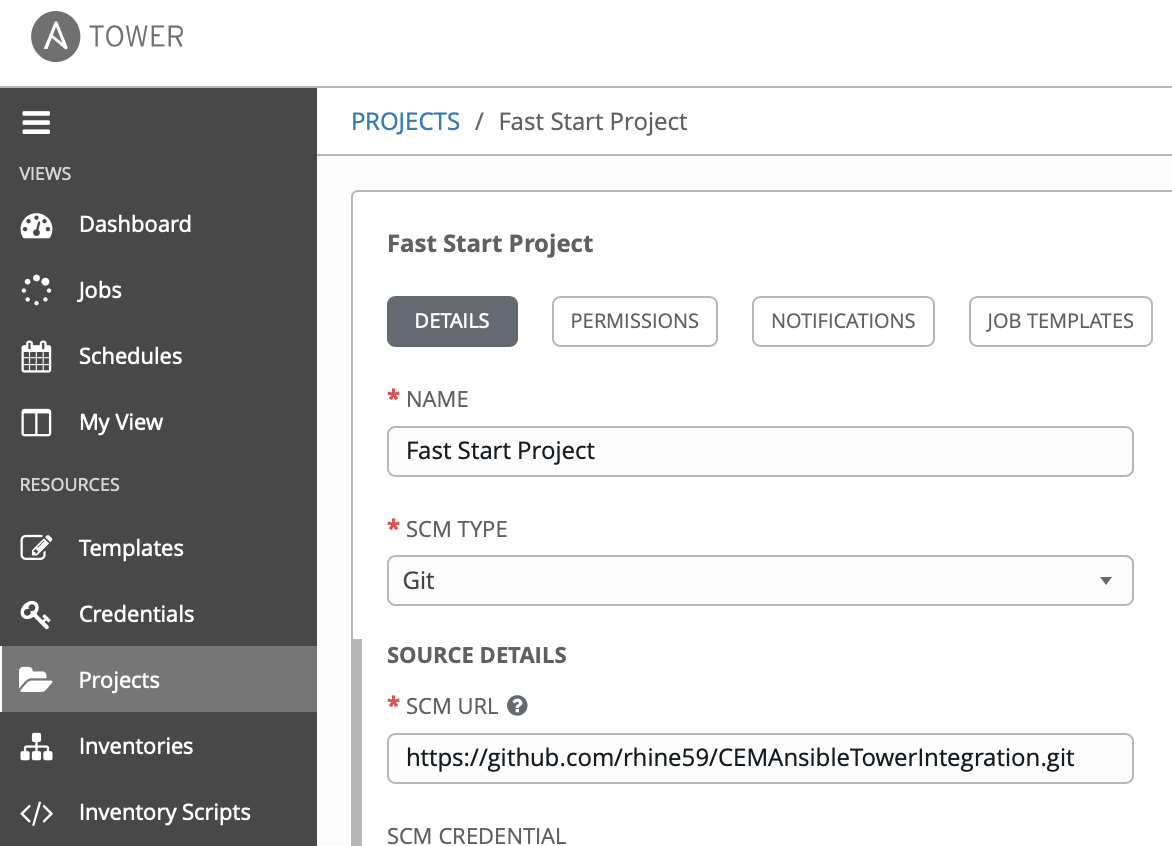 TOWER
VIEWS
Dashboard
Jobs
Schedules
My View
RESOURCES
Templates
Credentials
Projects
Inventories
Inventory Scripts
PROJECTS / Fast Start Project
Fast Start Project
DETAILS PERMISSIONS NOTIFICATIONS JOB TEMPLATES
* NAME
Fast Start Project
* SCM TYPE
Git
SOURCE DETAILS
* SCM URL ?
https://github.com/rhine59/CEMAnsibleTowerIntegration.git
SCM CREDENTIAL